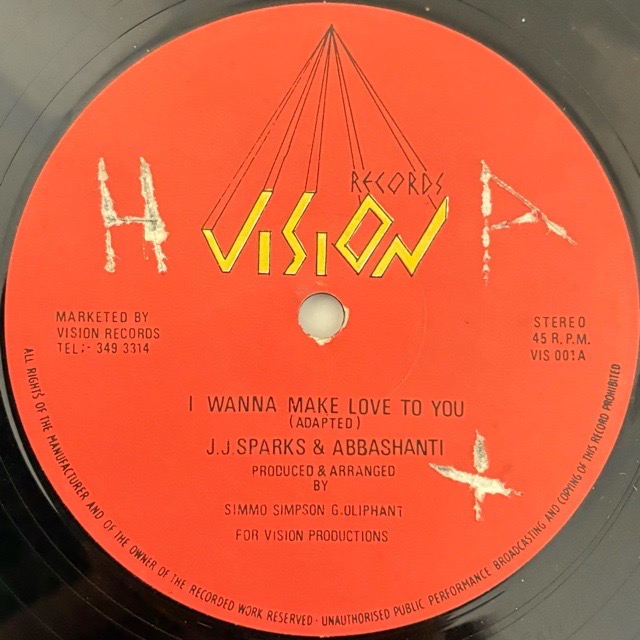 RECORDS
VISION
H
A
MARKETED BY
VISION RECORDS
TEL:- 349 3314
STEREO
45 R.P.M.
VIS 001A
I WANNA MAKE LOVE TO YOU
(ADAPTED)
J.J.SPARKS & ABBASHANTI
PRODUCED & ARRANGED
BY
SIMMO SIMPSON G.OLIPHANT
FOR VISION PRODUCTIONS
ALL RIGHTS OF THE MANUFACTURER AND OF THE OWNER OF THE RECORDED WORK RESERVED · UNAUTHORISED PUBLIC PERFORMANCE BROADCASTING AND COPYING OF THIS RECORD PROHIBITED